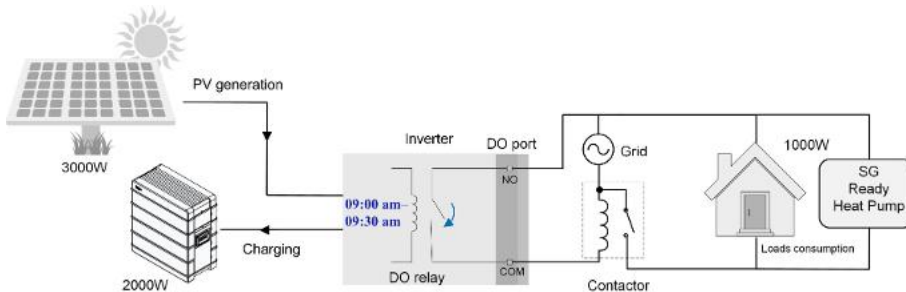 PV generation
3000W
Inverter
DO port
NO
09:00 am
09:30 am
Charging
2000W
DO relay
COM
Grid
Contactor
1000W
Loads consumption
SG
Ready
Heat Pump